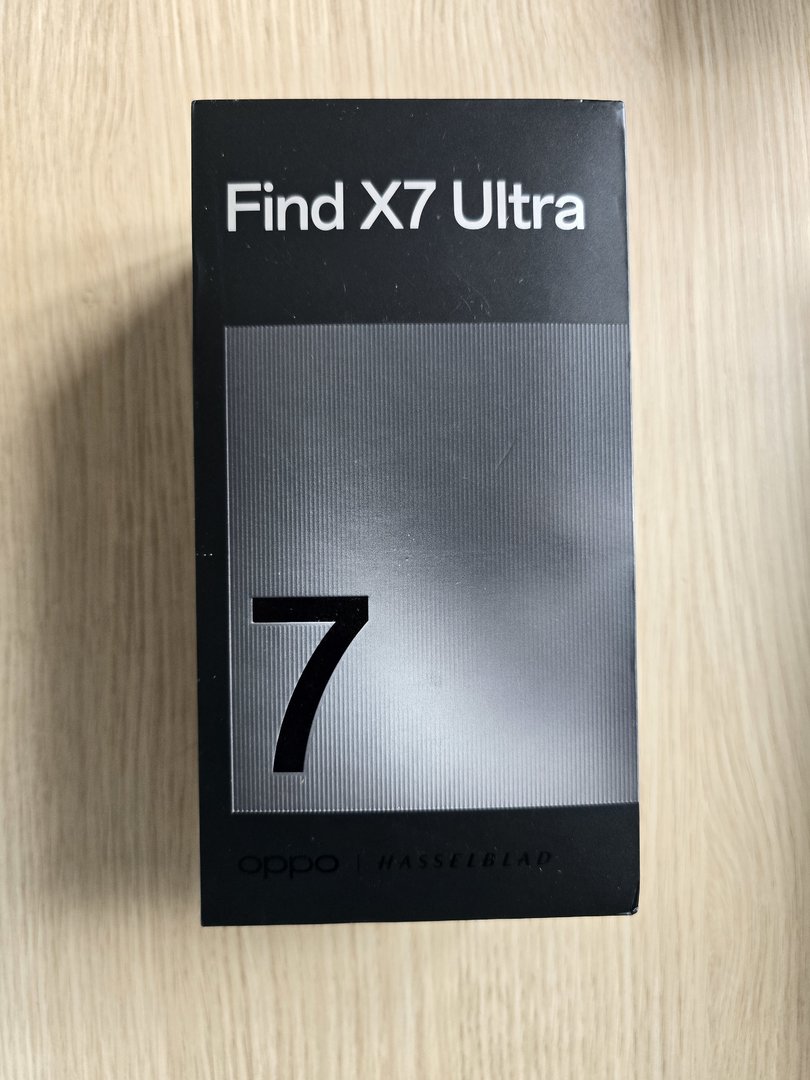 Find X7 Ultra
7
oppo | HASSELBLAD